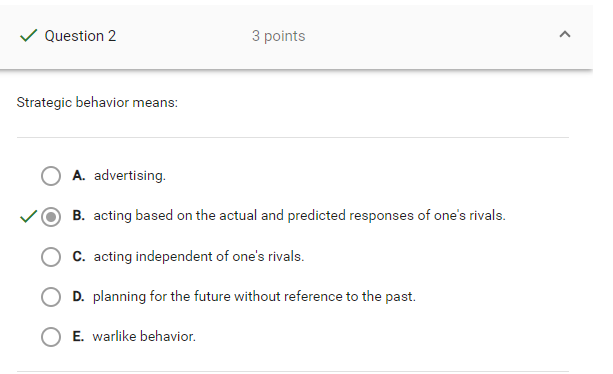 Question 2 3 points
Strategic behavior means:
A. advertising.
B. acting based on the actual and predicted responses of one's rivals.
C. acting independent of one's rivals.
D. planning for the future without reference to the past.
E. warlike behavior.